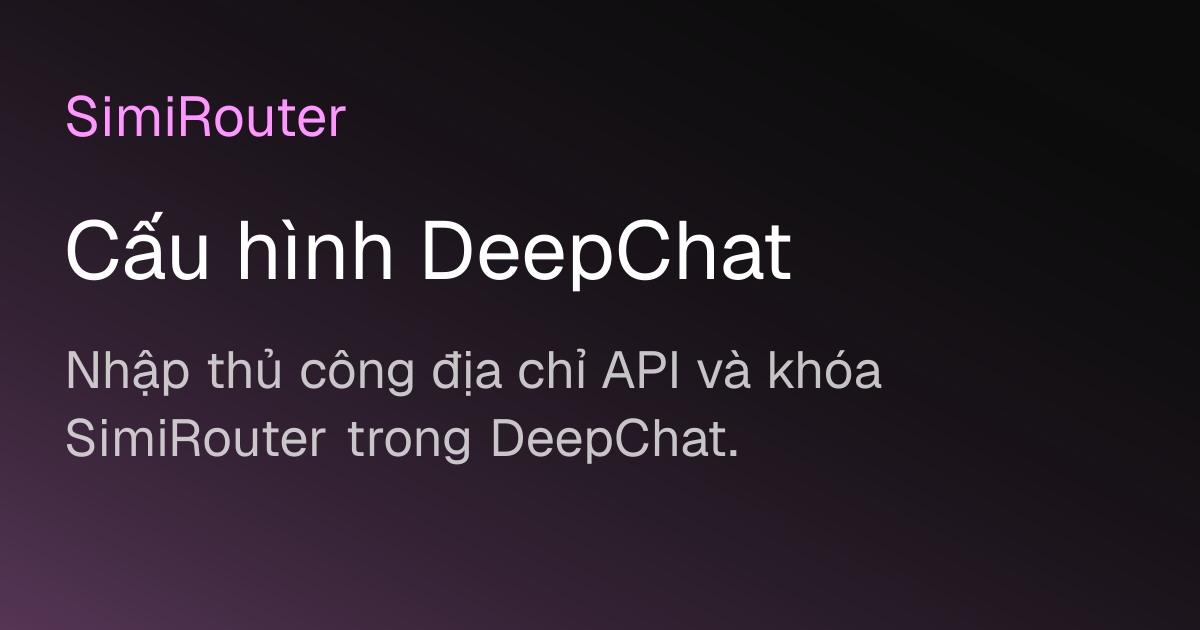 SimiRouter
Cấu hình DeepChat
Nhập thủ công địa chỉ API và khóa
SimiRouter trong DeepChat.